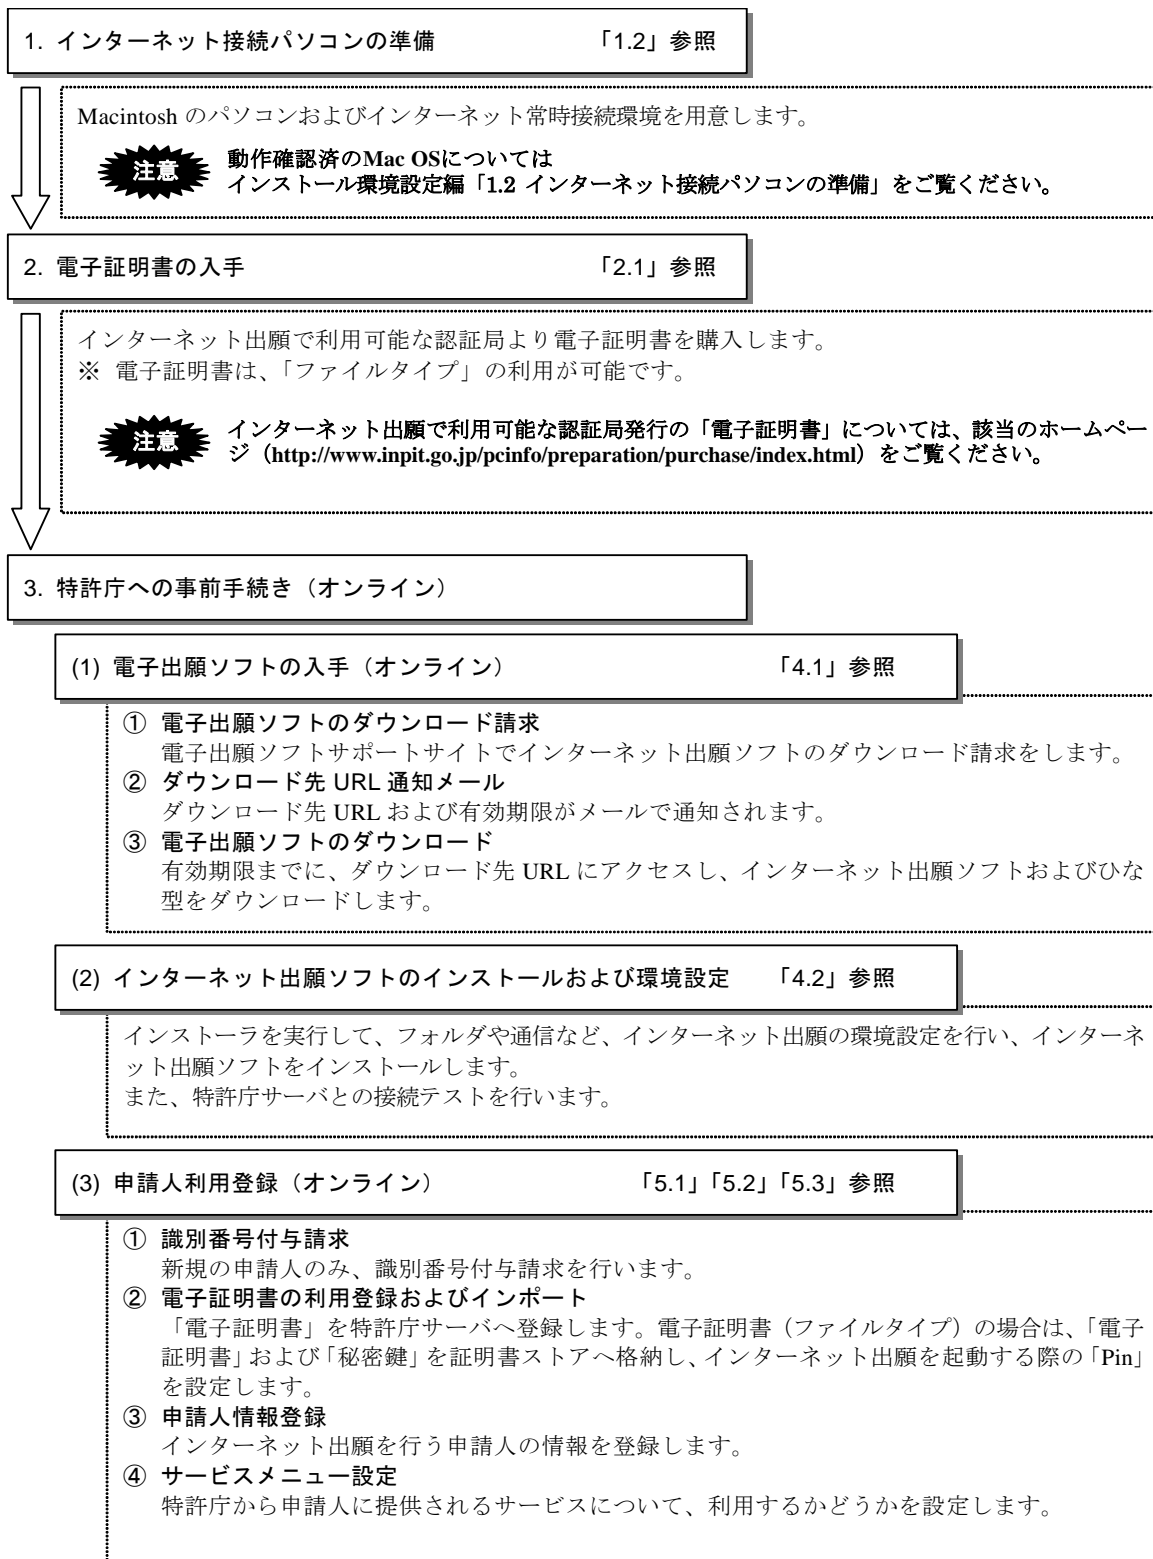 1. インターネット接続パソコンの準備 「1.2」参照
Macintosh のパソコンおよびインターネット常時接続環境を用意します。
注意
動作確認済のMac OSについては
インストール環境設定編「1.2 インターネット接続パソコンの準備」をご覧ください。
2. 電子証明書の入手 「2.1」参照
インターネット出願で利用可能な認証局より電子証明書を購入します。
※ 電子証明書は、「ファイルタイプ」の利用が可能です。
注意
インターネット出願で利用可能な認証局発行の「電子証明書」については、該当のホームペー
ジ（http://www.inpit.go.jp/pcinfo/preparation/purchase/index.html）をご覧ください。
3. 特許庁への事前手続き（オンライン）
(1) 電子出願ソフトの入手（オンライン） 「4.1」参照
① 電子出願ソフトのダウンロード請求
電子出願ソフトサポートサイトでインターネット出願ソフトのダウンロード請求をします。
② ダウンロード先 URL 通知メール
ダウンロード先 URL および有効期限がメールで通知されます。
③ 電子出願ソフトのダウンロード
有効期限までに、ダウンロード先 URL にアクセスし、インターネット出願ソフトおよびひな
型をダウンロードします。
(2) インターネット出願ソフトのインストールおよび環境設定 「4.2」参照
インストーラを実行して、フォルダや通信など、インターネット出願の環境設定を行い、インターネ
ット出願ソフトをインストールします。
また、特許庁サーバとの接続テストを行います。
(3) 申請人利用登録（オンライン） 「5.1」「5.2」「5.3」参照
① 識別番号付与請求
新規の申請人のみ、識別番号付与請求を行います。
② 電子証明書の利用登録およびインポート
「電子証明書」を特許庁サーバへ登録します。電子証明書（ファイルタイプ）の場合は、「電子
証明書」および「秘密鍵」を証明書ストアへ格納し、インターネット出願を起動する際の「Pin」
を設定します。
③ 申請人情報登録
インターネット出願を行う申請人の情報を登録します。
④ サービスメニュー設定
特許庁から申請人に提供されるサービスについて、利用するかどうかを設定します。